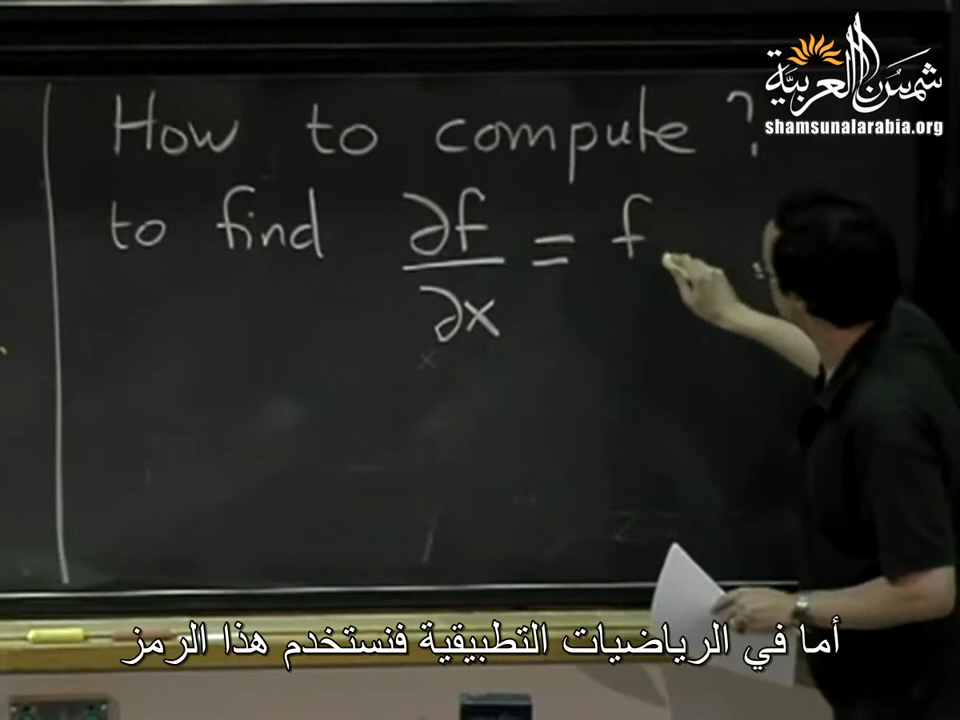 شمس العربية
shamsunalarabia.org
How to compute ?
to find ∂f/∂x = f
أما في الرياضيات التطبيقية فنستخدم هذا الرمز